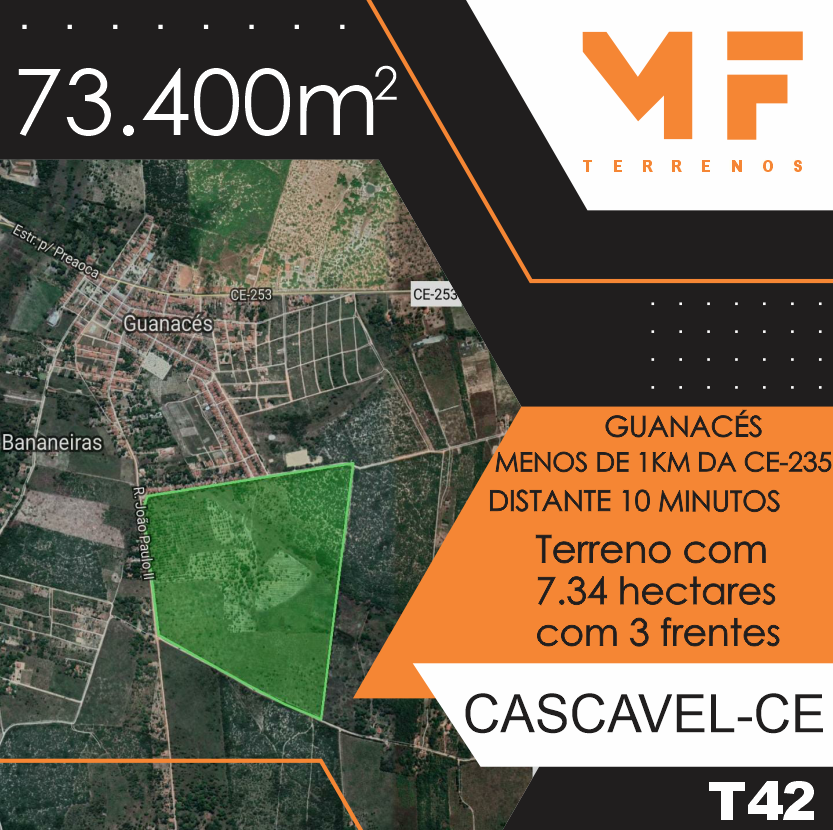 73.400m²
MF
TERRENOS
Estr. p/ Preaoca
CE-253
CE-253
Guanacés
Bananeiras
R. João Paulo II
GUANACÉS
MENOS DE 1KM DA CE-235
DISTANTE 10 MINUTOS
Terreno com
7.34 hectares
com 3 frentes
CASCAVEL-CE
T42